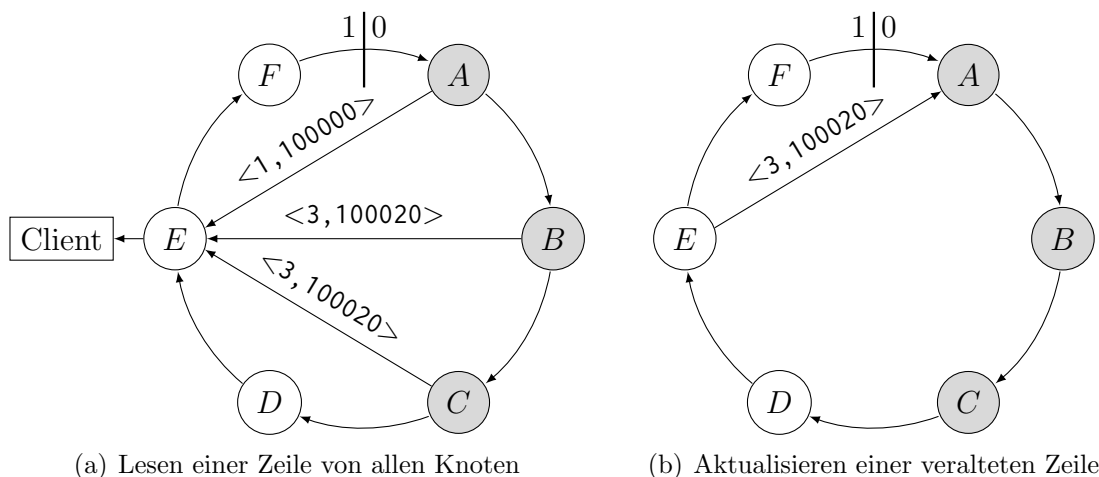 1 0
F
A
<1,100000>
<3,100020>
Client
E
B
<3,100020>
D
C
(a) Lesen einer Zeile von allen Knoten
1 0
F
A
<3,100020>
E
B
D
C
(b) Aktualisieren einer veralteten Zeile